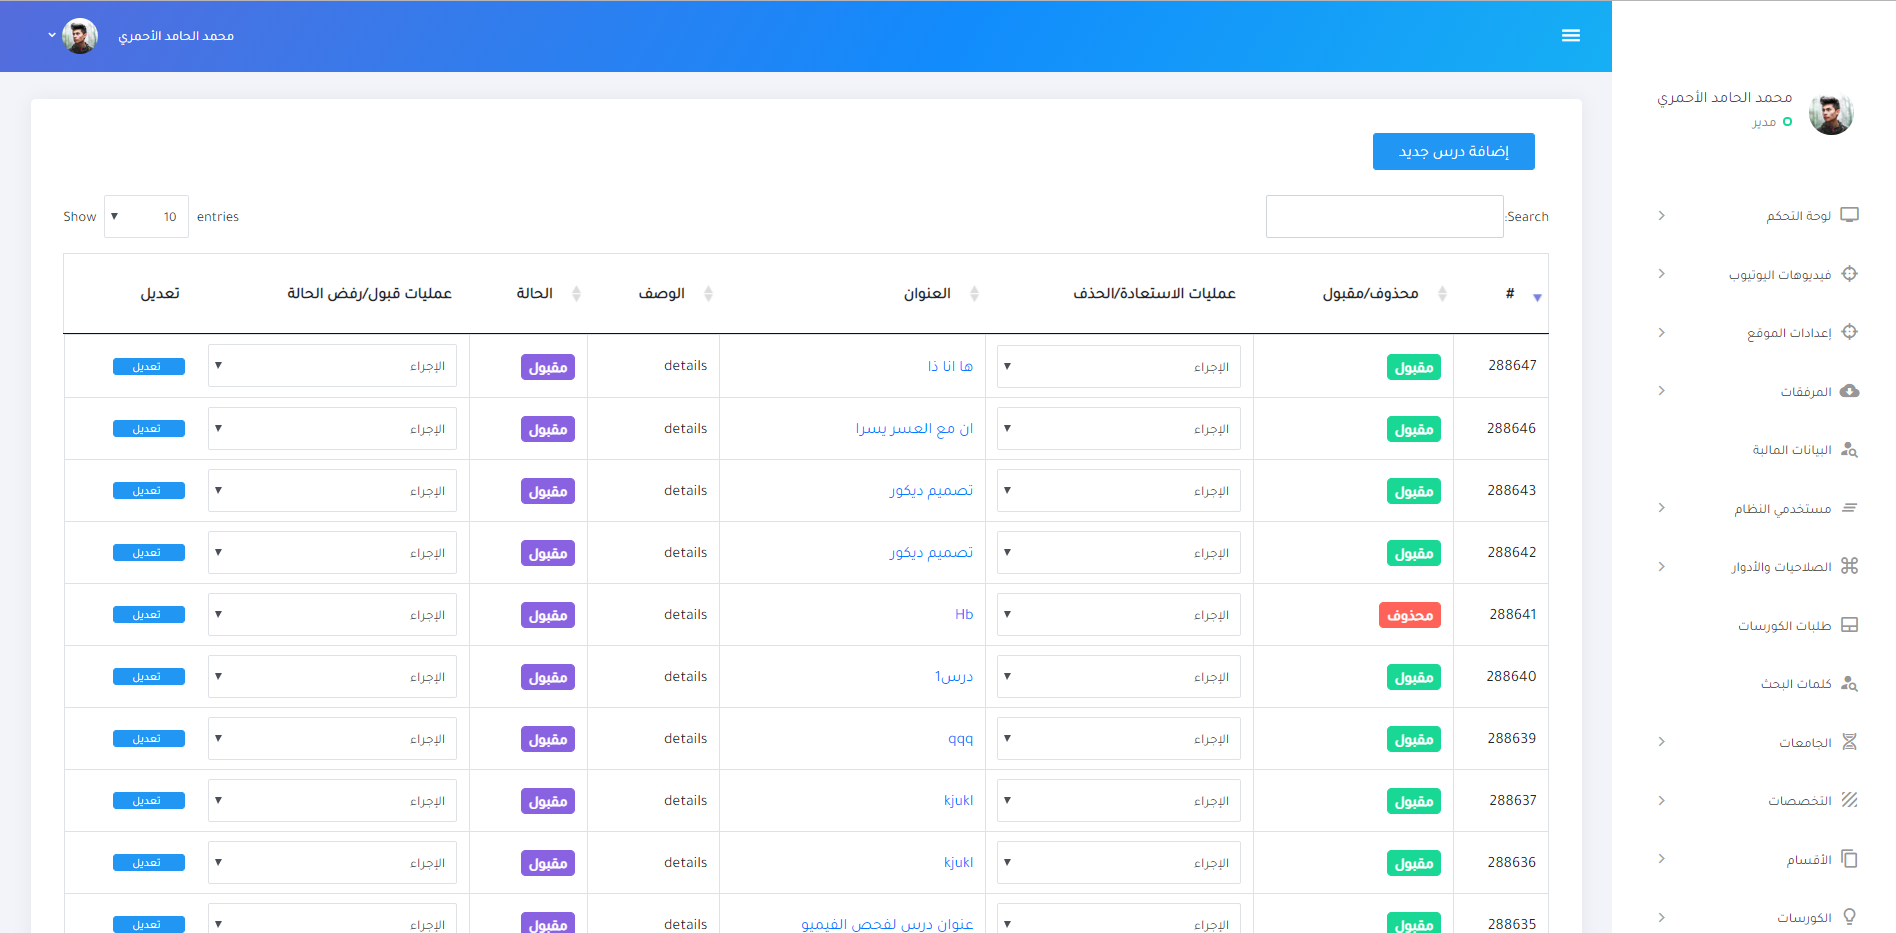 محمد الحامد الأحمري
محمد الحامد الأحمري
مدير
لوحة التحكم
فيديوهات اليوتيوب
إعدادات الموقع
المرفقات
البيانات المالية
مستخدمي النظام
الصلاحيات والأدوار
طلبات الكورسات
كلمات البحث
الجامعات
التخصصات
الأقسام
الكورسات
إضافة درس جديد
Search:
Show 10 entries
# محذوف/مقبول عمليات الاستعادة/الحذف العنوان الوصف الحالة عمليات قبول/رفض الحالة تعديل
288647 مقبول الإجراء ها انا ذا details مقبول الإجراء تعديل
288646 مقبول الإجراء ان مع العسر يسرا details مقبول الإجراء تعديل
288643 مقبول الإجراء تصميم ديكور details مقبول الإجراء تعديل
288642 مقبول الإجراء تصميم ديكور details مقبول الإجراء تعديل
288641 محذوف الإجراء Hb details مقبول الإجراء تعديل
288640 مقبول الإجراء درس1 details مقبول الإجراء تعديل
288639 مقبول الإجراء qqq details مقبول الإجراء تعديل
288637 مقبول الإجراء kjukl details مقبول الإجراء تعديل
288636 مقبول الإجراء kjukl details مقبول الإجراء تعديل
288635 مقبول الإجراء عنوان درس لفحص الفيميو details مقبول الإجراء تعديل